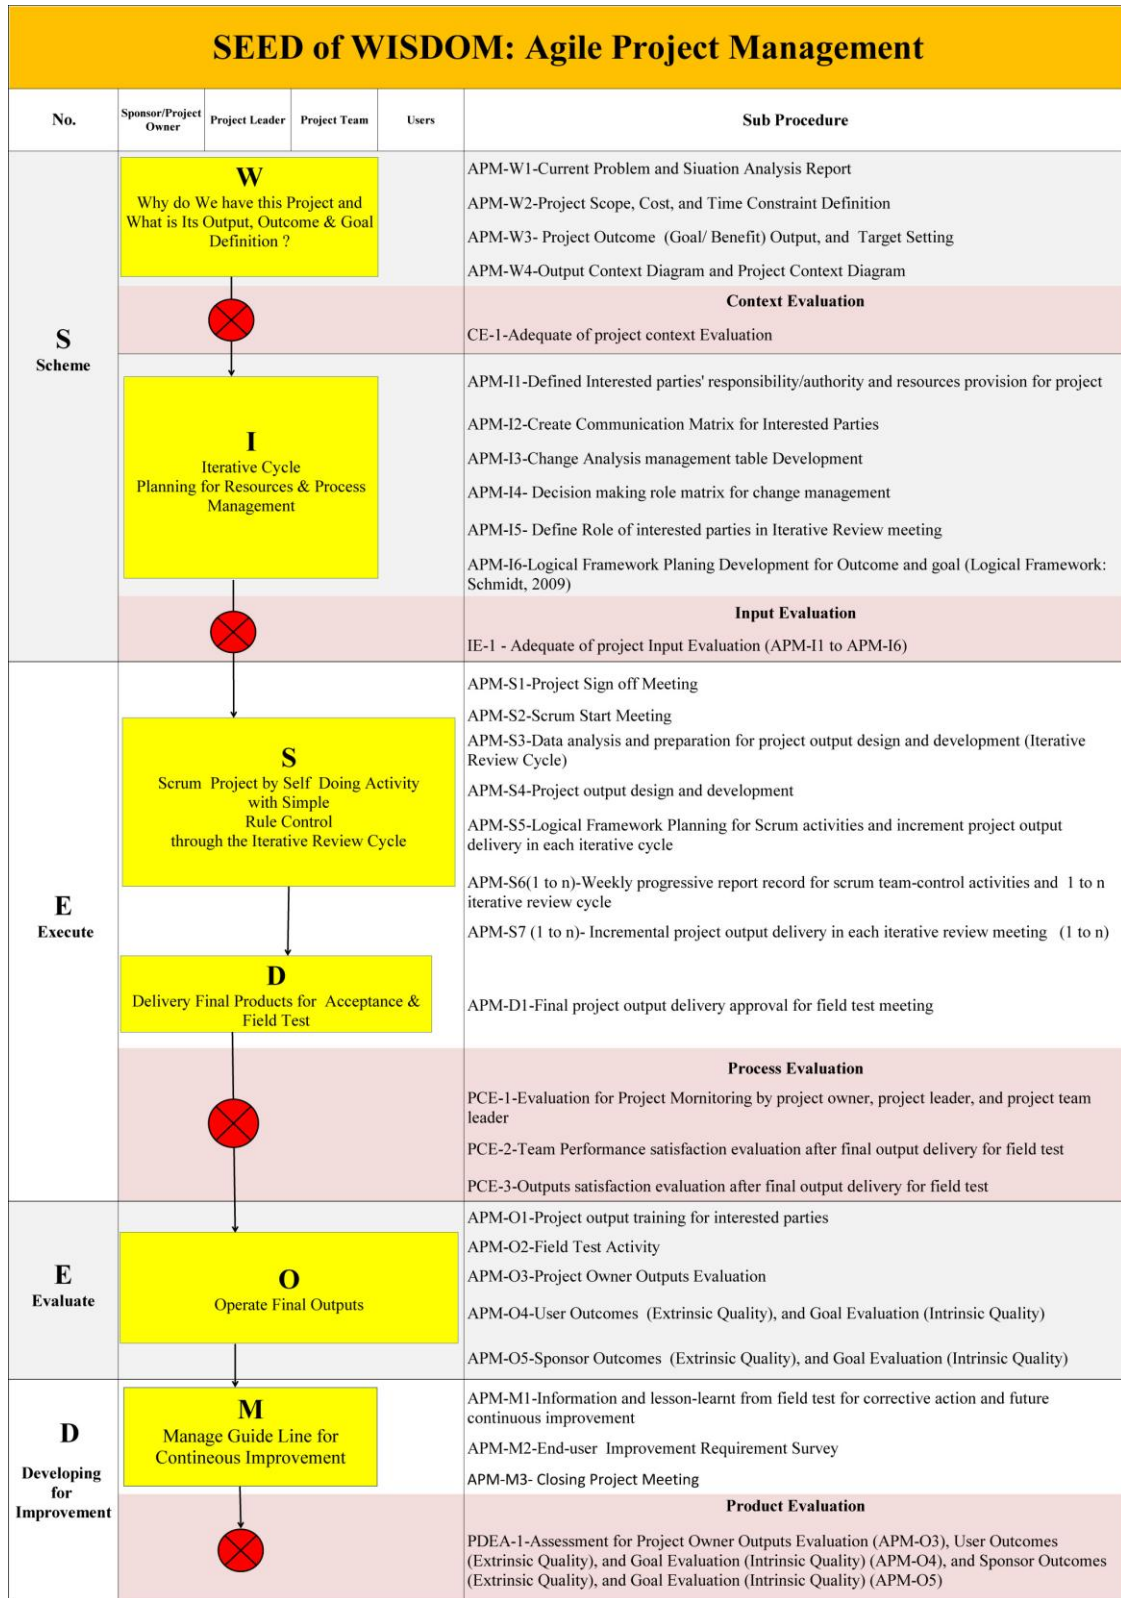 SEED of WISDOM: Agile Project Management
No.
Sponsor/Project
Owner
Project Leader
Project Team
Users
Sub Procedure
S
Scheme
W
Why do We have this Project and
What is Its Output, Outcome & Goal
Definition ?
APM-W1-Current Problem and Siuation Analysis Report
APM-W2-Project Scope, Cost, and Time Constraint Definition
APM-W3- Project Outcome (Goal/ Benefit) Output, and Target Setting
APM-W4-Output Context Diagram and Project Context Diagram
Context Evaluation
CE-1-Adequate of project context Evaluation
I
Iterative Cycle
Planning for Resources & Process
Management
APM-I1-Defined Interested parties' responsibility/authority and resources provision for project
APM-I2-Create Communication Matrix for Interested Parties
APM-I3-Change Analysis management table Development
APM-I4- Decision making role matrix for change management
APM-I5- Define Role of interested parties in Iterative Review meeting
APM-I6-Logical Framework Planing Development for Outcome and goal (Logical Framework:
Schmidt, 2009)
Input Evaluation
IE-1 - Adequate of project Input Evaluation (APM-I1 to APM-I6)
E
Execute
S
Scrum Project by Self Doing Activity
with Simple
Rule Control
through the Iterative Review Cycle
APM-S1-Project Sign off Meeting
APM-S2-Scrum Start Meeting
APM-S3-Data analysis and preparation for project output design and development (Iterative
Review Cycle)
APM-S4-Project output design and development
APM-S5-Logical Framework Planning for Scrum activities and increment project output
delivery in each iterative cycle
APM-S6(1 to n)-Weekly progressive report record for scrum team-control activities and 1 to n
iterative review cycle
APM-S7 (1 to n)- Incremental project output delivery in each iterative review meeting (1 to n)
D
Delivery Final Products for Acceptance &
Field Test
APM-D1-Final project output delivery approval for field test meeting
Process Evaluation
PCE-1-Evaluation for Project Mornitoring by project owner, project leader, and project team
leader
PCE-2-Team Performance satisfaction evaluation after final output delivery for field test
PCE-3-Outputs satisfaction evaluation after final output delivery for field test
E
Evaluate
O
Operate Final Outputs
APM-O1-Project output training for interested parties
APM-O2-Field Test Activity
APM-O3-Project Owner Outputs Evaluation
APM-O4-User Outcomes (Extrinsic Quality), and Goal Evaluation (Intrinsic Quality)
APM-O5-Sponsor Outcomes (Extrinsic Quality), and Goal Evaluation (Intrinsic Quality)
D
Developing
for
Improvement
M
Manage Guide Line for
Contineous Improvement
APM-M1-Information and lesson-learnt from field test for corrective action and future
continuous improvement
APM-M2-End-user Improvement Requirement Survey
APM-M3- Closing Project Meeting
Product Evaluation
PDEA-1-Assessment for Project Owner Outputs Evaluation (APM-O3), User Outcomes
(Extrinsic Quality), and Goal Evaluation (Intrinsic Quality) (APM-O4), and Sponsor Outcomes
(Extrinsic Quality), and Goal Evaluation (Intrinsic Quality) (APM-O5)